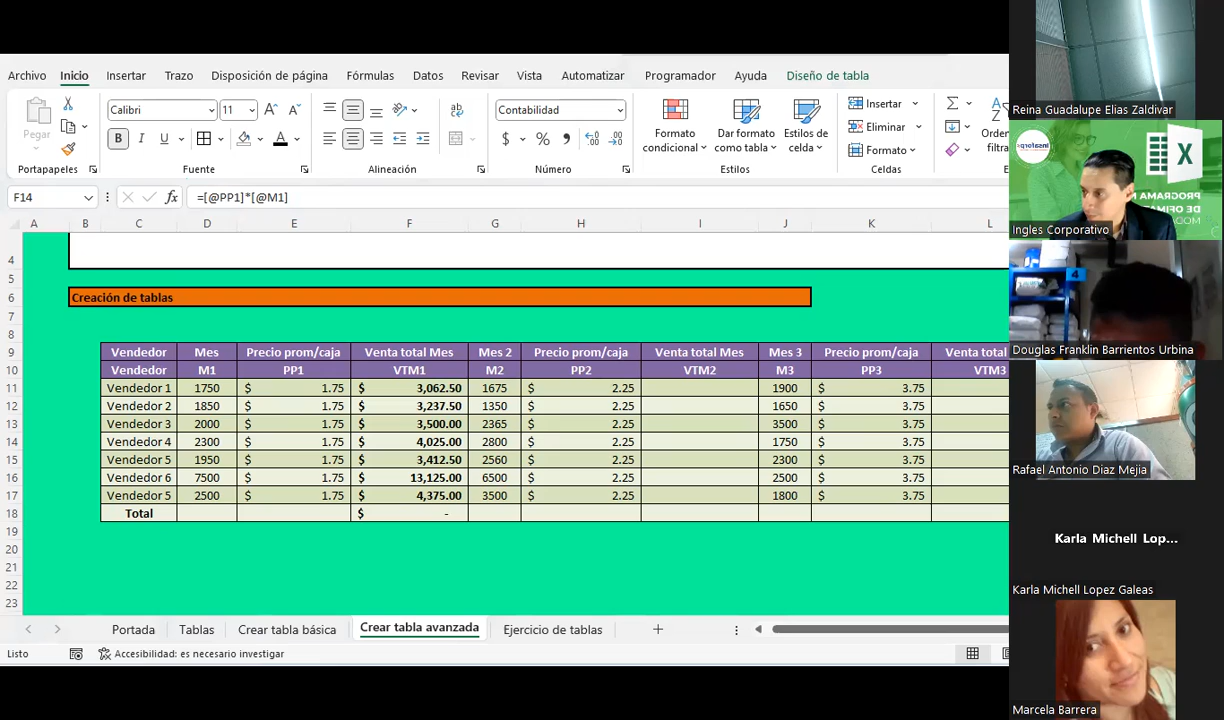 Archivo Inicio Insertar Trazo Disposición de página Fórmulas Datos Revisar Vista Automatizar Programador Ayuda Diseño de tabla
Pegar
Portapapeles
Calibri 11
N K S
Fuente
Alineación
Contabilidad
$ % ,
Número
Formato condicional
Dar formato como tabla
Estilos de celda
Estilos
Insertar
Eliminar
Formato
Celdas
Orden
filtra
F14 fx =[@PP1]*[@M1]
A B C D E F G H I J K L
4
5
6 Creación de tablas
7
8
9 Vendedor Mes Precio prom/caja Venta total Mes Mes 2 Precio prom/caja Venta total Mes Mes 3 Precio prom/caja Venta total
10 Vendedor M1 PP1 VTM1 M2 PP2 VTM2 M3 PP3 VTM3
11 Vendedor 1 1750 $ 1.75 $ 3,062.50 1675 $ 2.25 1900 $ 3.75
12 Vendedor 2 1850 $ 1.75 $ 3,237.50 1350 $ 2.25 1650 $ 3.75
13 Vendedor 3 2000 $ 1.75 $ 3,500.00 2365 $ 2.25 3500 $ 3.75
14 Vendedor 4 2300 $ 1.75 $ 4,025.00 2800 $ 2.25 1750 $ 3.75
15 Vendedor 5 1950 $ 1.75 $ 3,412.50 2560 $ 2.25 2300 $ 3.75
16 Vendedor 6 7500 $ 1.75 $ 13,125.00 6500 $ 2.25 2500 $ 3.75
17 Vendedor 5 2500 $ 1.75 $ 4,375.00 3500 $ 2.25 1800 $ 3.75
18 Total $ -
19
20
21
22
23
Portada Tablas Crear tabla básica Crear tabla avanzada Ejercicio de tablas
Listo Accesibilidad: es necesario investigar
Reina Guadalupe Elias Zaldivar
PROGRAMA
DE OFIMA
MOD
Ingles Corporativo
4
Douglas Franklin Barrientos Urbina
Rafael Antonio Diaz Mejia
Karla Michell Lop...
Karla Michell Lopez Galeas
Marcela Barrera